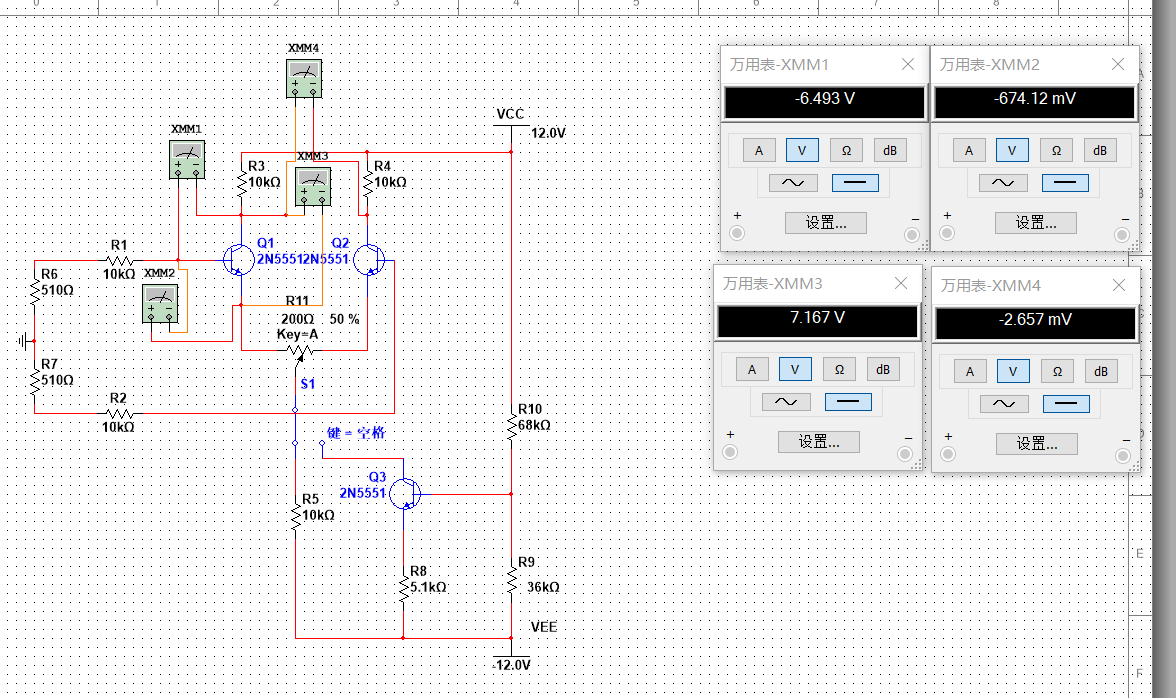 0 1 2 3 4 5 6 7 8
XMM4
XMM1
XMM3
VCC
12.0V
R3
10kΩ
R4
10kΩ
Q1
2N5551
Q2
2N5551
R1
10kΩ
XMM2
R6
510Ω
R11
200Ω 50 %
Key=A
R7
510Ω
S1
R2
10kΩ
键 = 空格
R10
68kΩ
Q3
2N5551
R5
10kΩ
R8
5.1kΩ
R9
36kΩ
VEE
-12.0V
万用表-XMM1
-6.493 V
A V Ω dB
+ 设置... −
万用表-XMM2
-674.12 mV
A V Ω dB
+ 设置... −
万用表-XMM3
7.167 V
A V Ω dB
+ 设置... −
万用表-XMM4
-2.657 mV
A V Ω dB
+ 设置... −
E
F